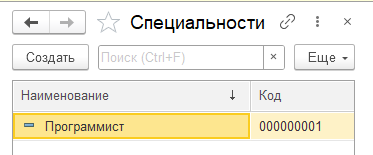 Специальности
Создать Поиск (Ctrl+F) × Еще
Наименование ↓ Код
Программист 000000001